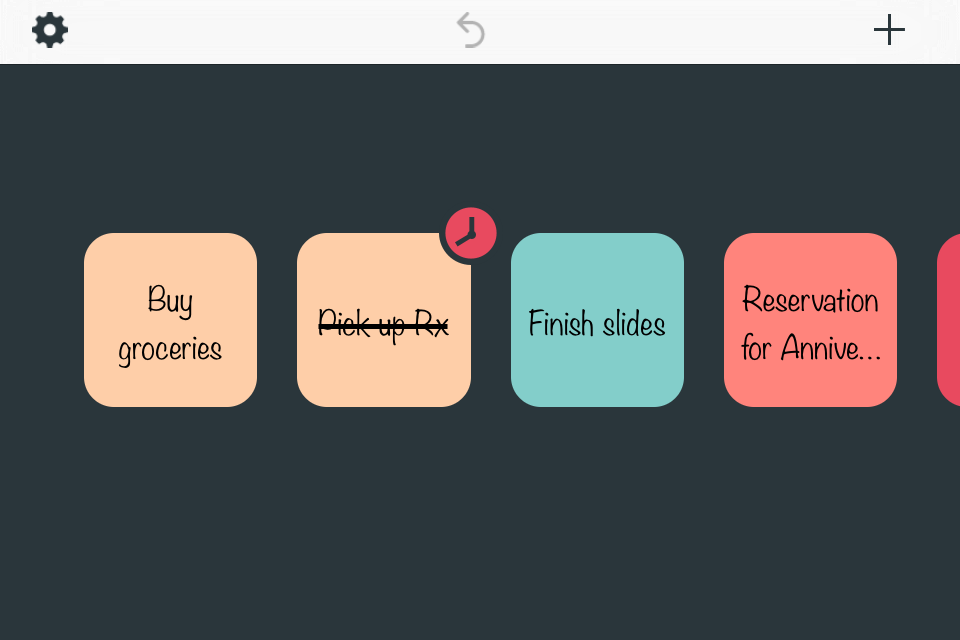 Buy
groceries
Pick up Rx
Finish slides
Reservation
for Annive...